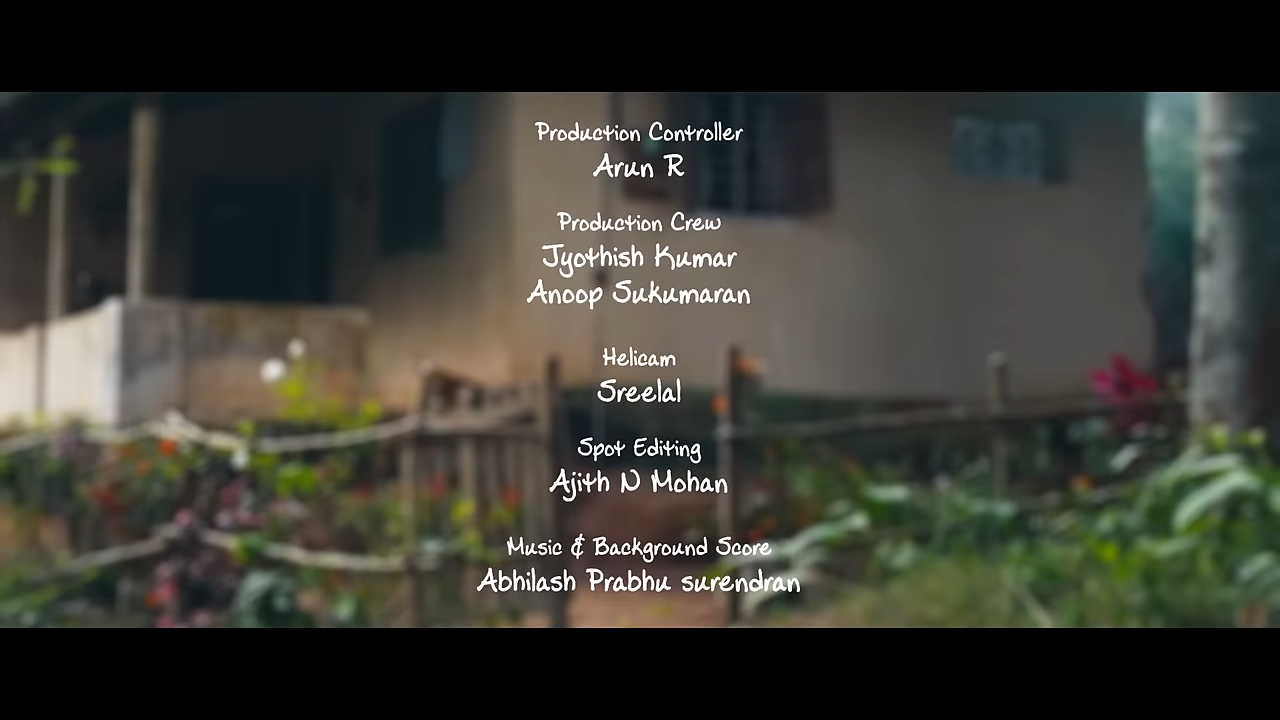 Production Controller
Arun R
Production Crew
Jyothish Kumar
Anoop Sukumaran
Helicam
Sreelal
Spot Editing
Ajith N Mohan
Music & Background Score
Abhilash Prabhu surendran